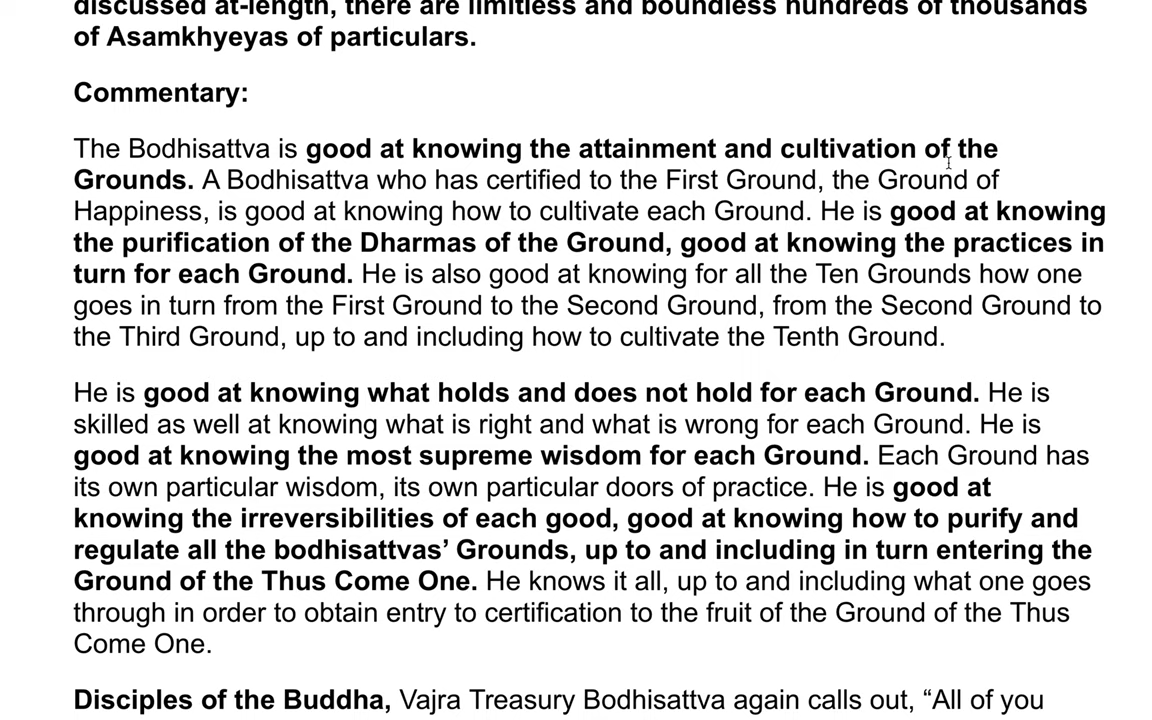 discussed at-length, there are limitless and boundless hundreds of thousands
of Asamkhyeyas of particulars.
Commentary:
The Bodhisattva is good at knowing the attainment and cultivation of the
Grounds. A Bodhisattva who has certified to the First Ground, the Ground of
Happiness, is good at knowing how to cultivate each Ground. He is good at knowing
the purification of the Dharmas of the Ground, good at knowing the practices in
turn for each Ground. He is also good at knowing for all the Ten Grounds how one
goes in turn from the First Ground to the Second Ground, from the Second Ground to
the Third Ground, up to and including how to cultivate the Tenth Ground.
He is good at knowing what holds and does not hold for each Ground. He is
skilled as well at knowing what is right and what is wrong for each Ground. He is
good at knowing the most supreme wisdom for each Ground. Each Ground has
its own particular wisdom, its own particular doors of practice. He is good at
knowing the irreversibilities of each good, good at knowing how to purify and
regulate all the bodhisattvas’ Grounds, up to and including in turn entering the
Ground of the Thus Come One. He knows it all, up to and including what one goes
through in order to obtain entry to certification to the fruit of the Ground of the Thus
Come One.
Disciples of the Buddha, Vajra Treasury Bodhisattva again calls out, “All of you